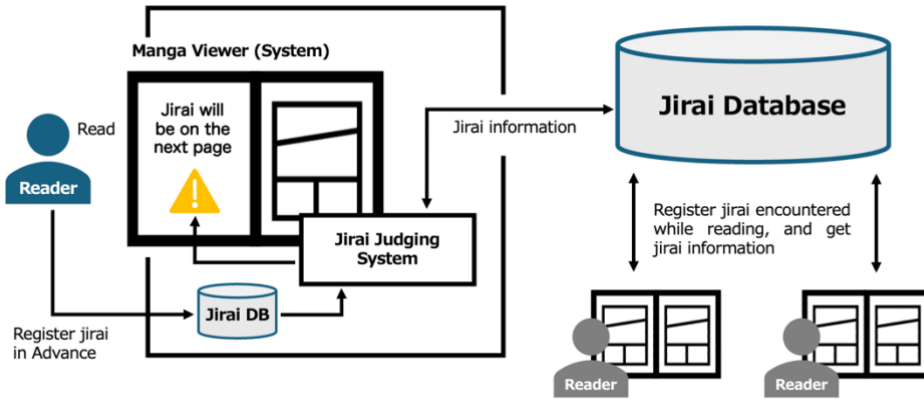 Manga Viewer (System)
Jirai will
be on the
next page
Read
Reader
Jirai Judging
System
Jirai DB
Register jirai
in Advance
Jirai information
Jirai Database
Register jirai encountered
while reading, and get
jirai information
Reader
Reader